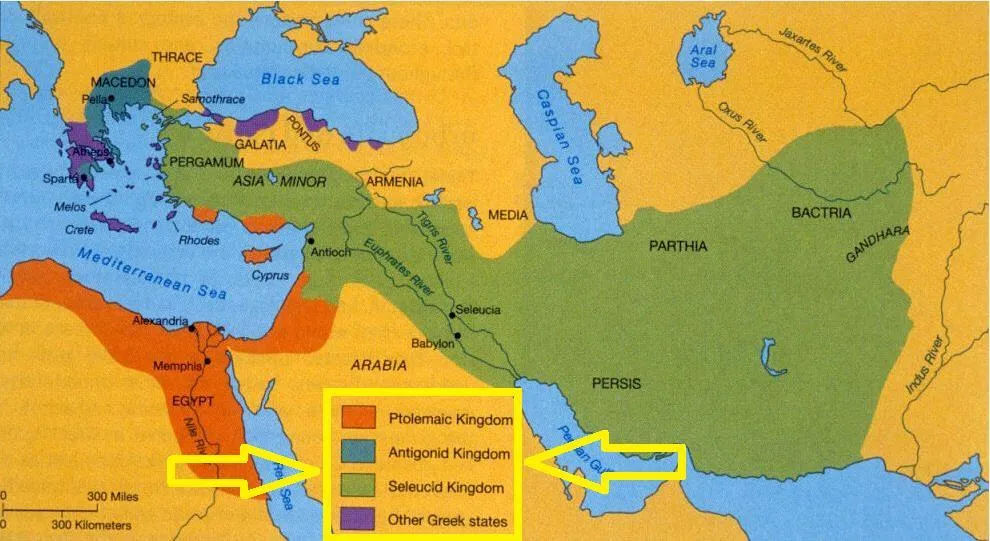 THRACE
MACEDON
Pella
Samothrace
Black Sea
Caspian Sea
Aral
Sea
Jaxartes River
Oxus River
PONTUS
GALATIA
PERGAMUM
Athens
Sparta
ASIA MINOR
ARMENIA
MEDIA
PARTHIA
BACTRIA
GANDHARA
Melos
Crete
Rhodes
Antioch
Tigris River
Euphrates River
Cyprus
Mediterranean Sea
Seleucia
Babylon
Alexandria
Memphis
EGYPT
Nile River
ARABIA
PERSIS
Indus River
Persian Gulf
Red Sea
Ptolemaic Kingdom
Antigonid Kingdom
Seleucid Kingdom
Other Greek states
0 300 Miles
0 300 Kilometers